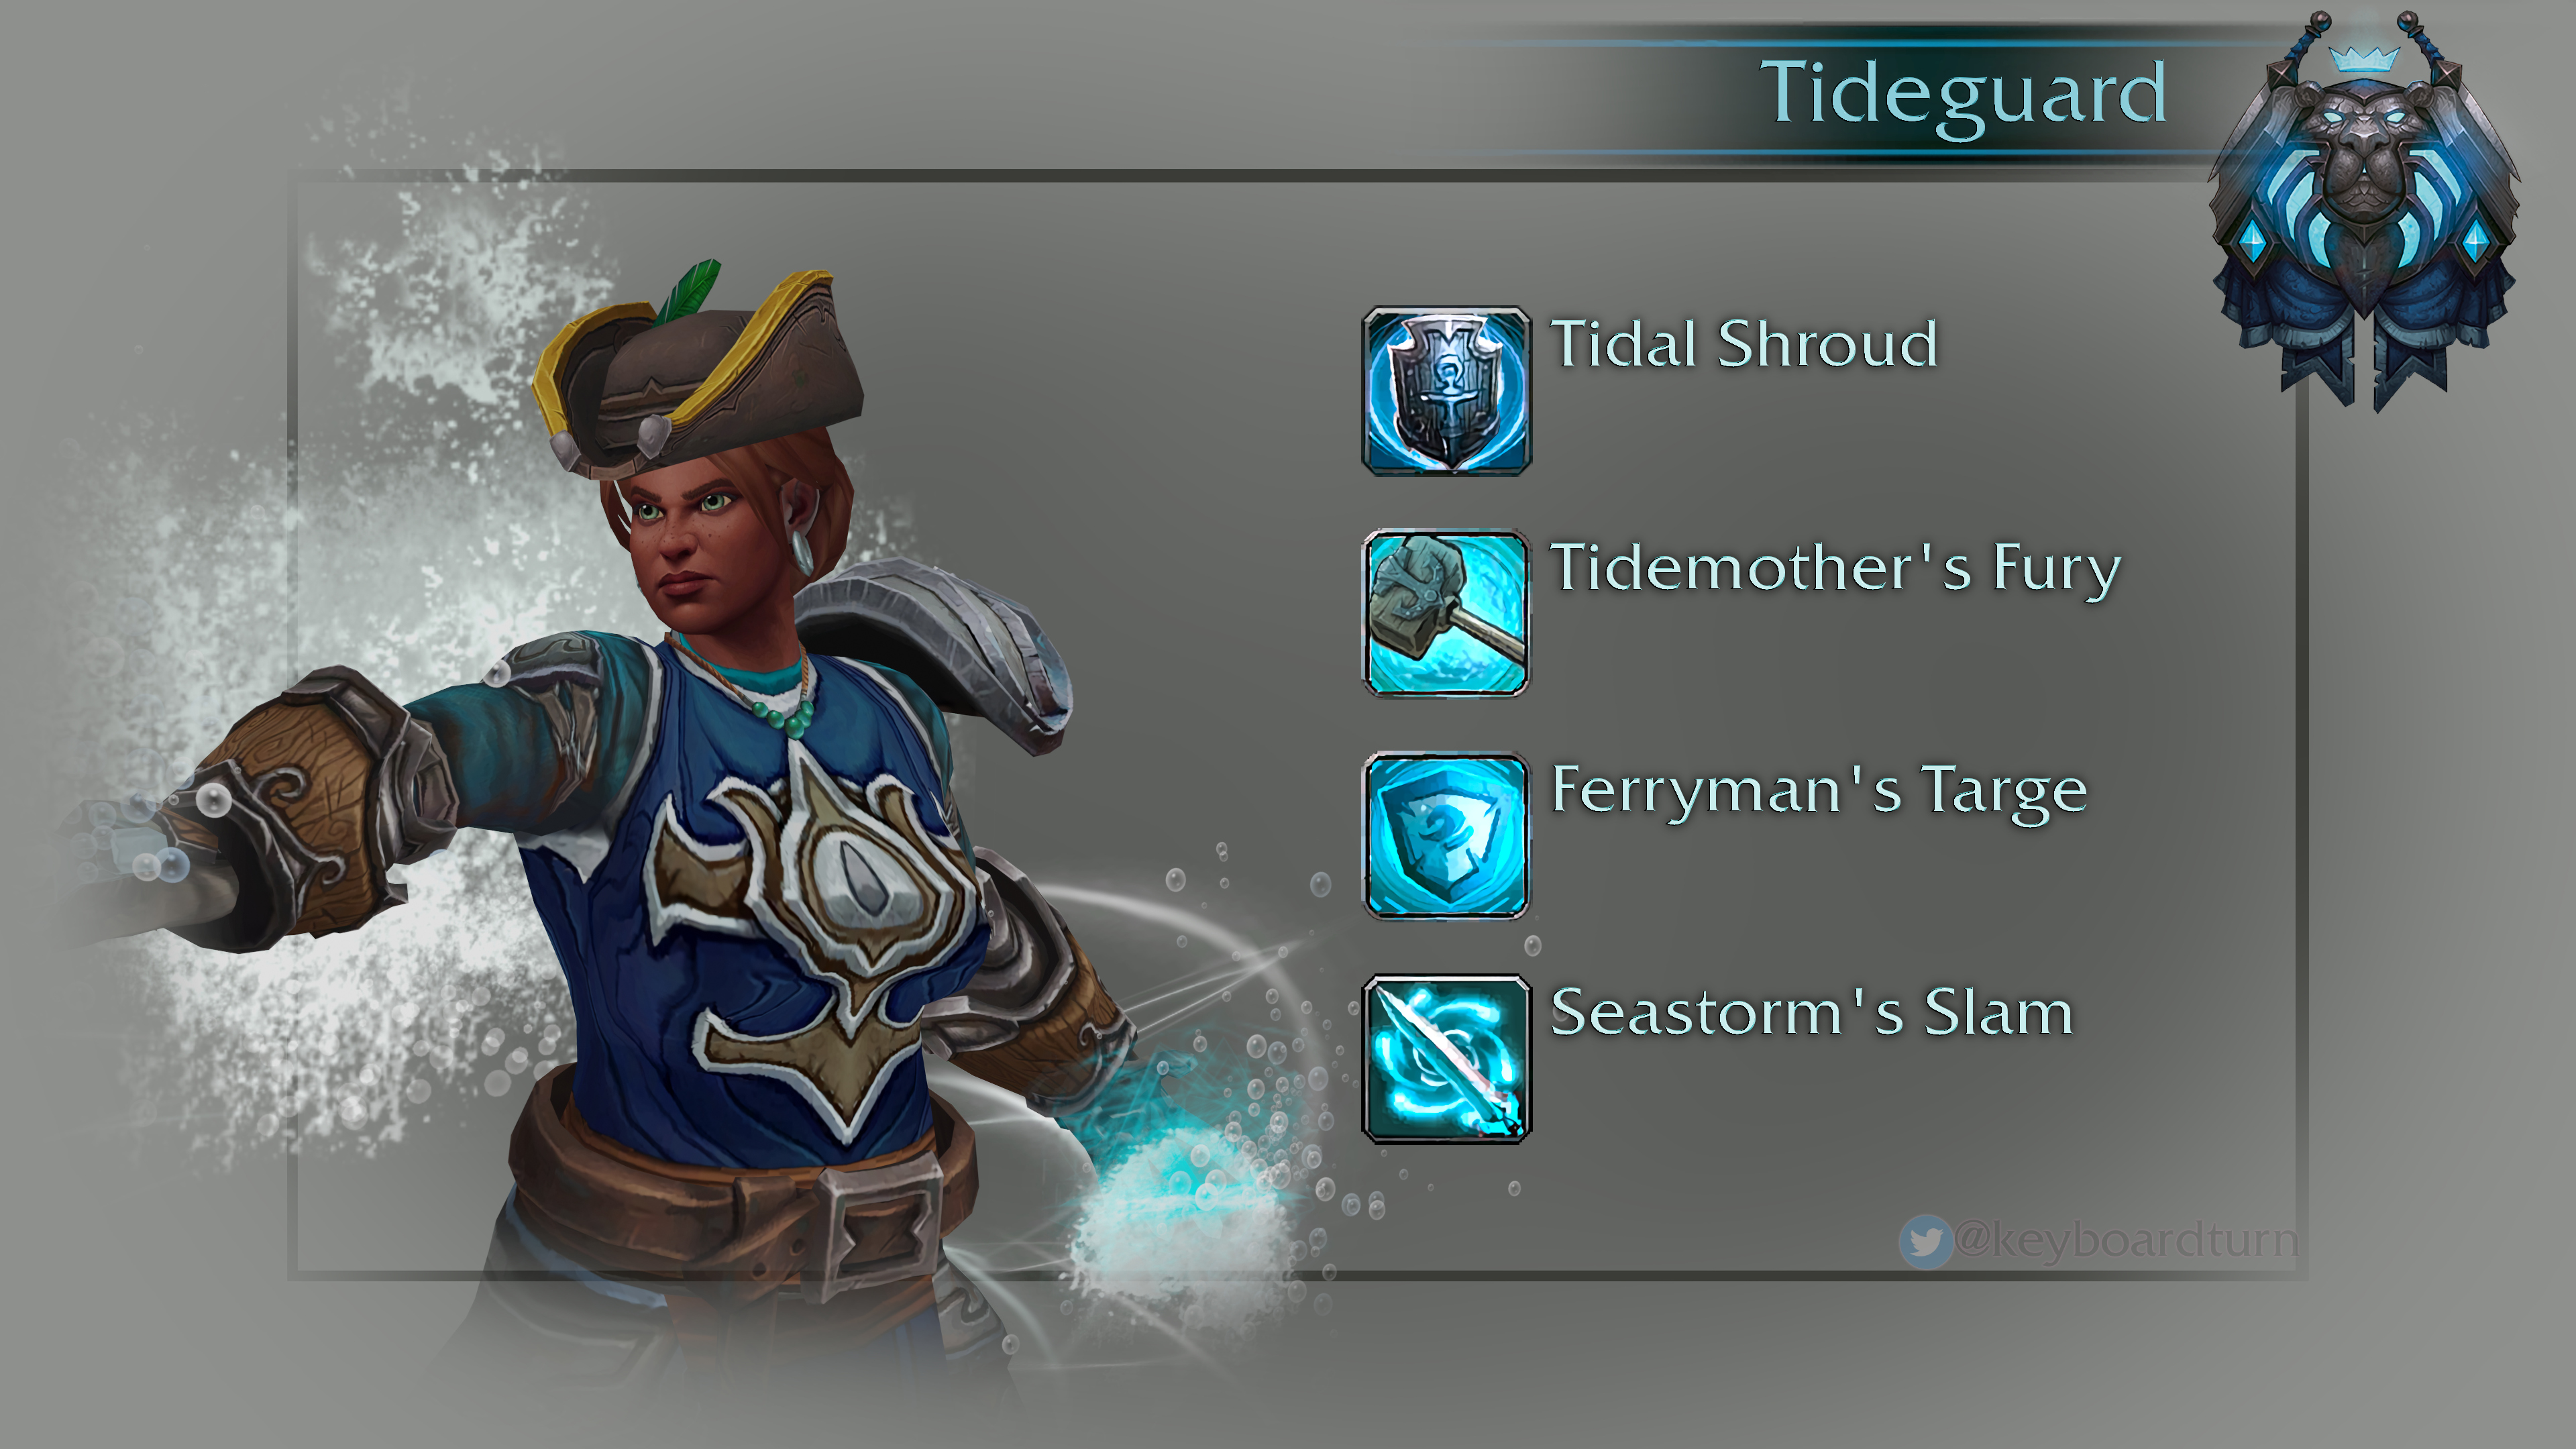 Tideguard
Tidal Shroud
Tidemother's Fury
Ferryman's Targe
Seastorm's Slam
@keyboardturn